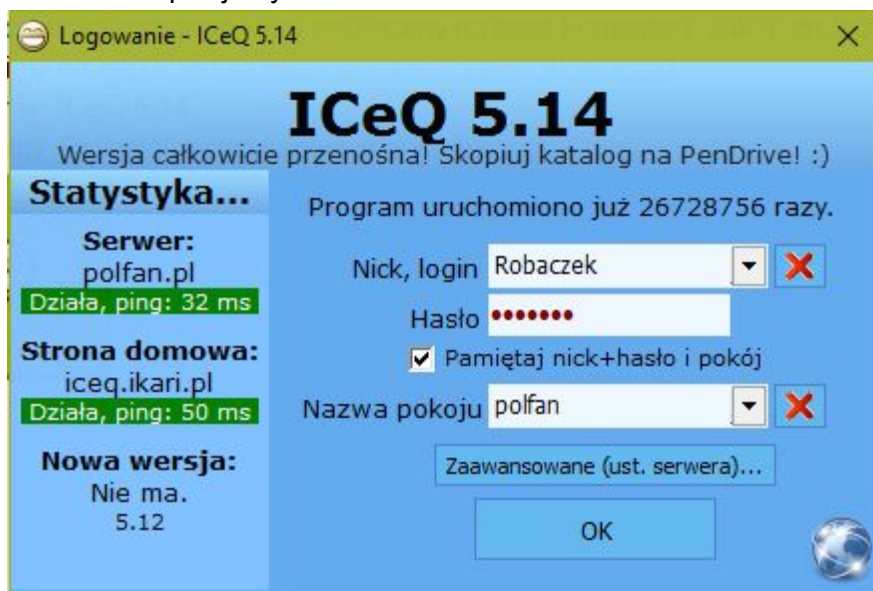 Logowanie - ICeQ 5.14
ICeQ 5.14
Wersja całkowicie przenośna! Skopiuj katalog na PenDrive! :)
Statystyka...
Serwer:
polfan.pl
Działa, ping: 32 ms
Strona domowa:
iceq.ikari.pl
Działa, ping: 50 ms
Nowa wersja:
Nie ma.
5.12
Program uruchomiono już 26728756 razy.
Nick, login Robaczek
Hasło •••••••
Pamiętaj nick+hasło i pokój
Nazwa pokoju polfan
Zaawansowane (ust. serwera)...
OK